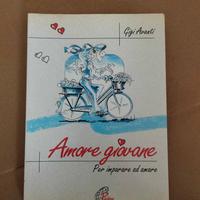 Gigi Avanti
Amore giovane
Per imparare ad amare